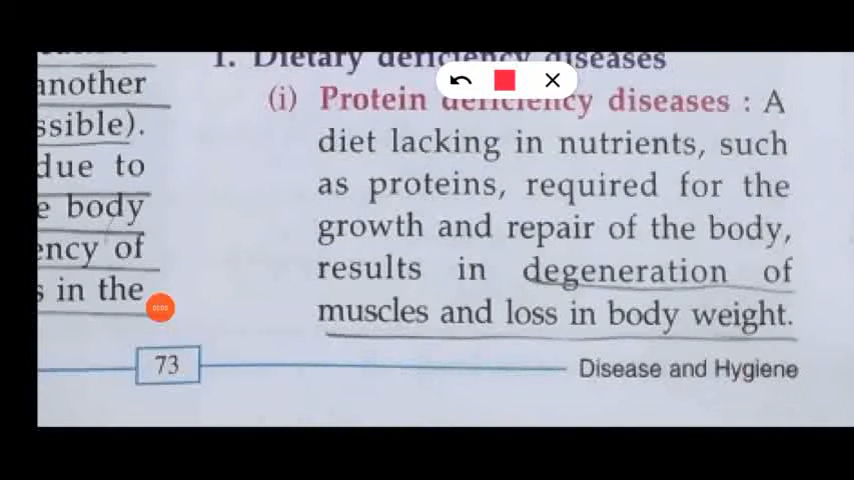 another
ssible).
due to
e body
ency of
s in the
1. Dietary deficiency diseases
(i) Protein deficiency diseases : A
diet lacking in nutrients, such
as proteins, required for the
growth and repair of the body,
results in degeneration of
muscles and loss in body weight.
73
Disease and Hygiene